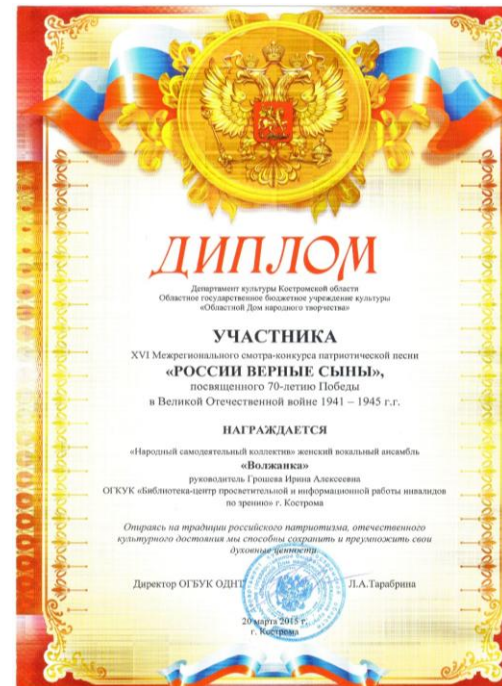 ДИПЛОМ
Департамент культуры Костромской области
Областное государственное бюджетное учреждение культуры
«Областной Дом народного творчества»
УЧАСТНИКА
XVI Межрегионального смотра-конкурса патриотической песни
«РОССИИ ВЕРНЫЕ СЫНЫ»,
посвященного 70-летию Победы
в Великой Отечественной войне 1941 – 1945 г.г.
НАГРАЖДАЕТСЯ
«Народный самодеятельный коллектив» женский вокальный ансамбль
«Волжанка»
руководитель Грошева Ирина Алексеевна
ОГКУК «Библиотека-центр просветительной и информационной работы инвалидов
по зрению» г. Кострома
Опираясь на традиции российского патриотизма, отечественного
культурного достояния мы способны сохранить и преумножить свои
духовные ценности
Директор ОГБУК ОДНТ Л.А.Тарабрина
20 марта 2015 г.
г. Кострома